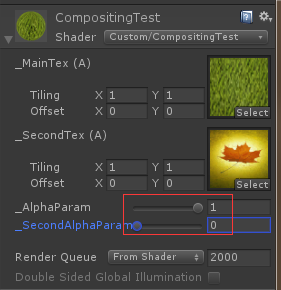 CompositingTest
Shader Custom/CompositingTest
_MainTex (A)
Tiling X 1 Y 1
Offset X 0 Y 0
Select
_SecondTex (A)
Tiling X 1 Y 1
Offset X 0 Y 0
Select
_AlphaParam 1
_SecondAlphaParam 0
Render Queue From Shader 2000
Double Sided Global Illumination